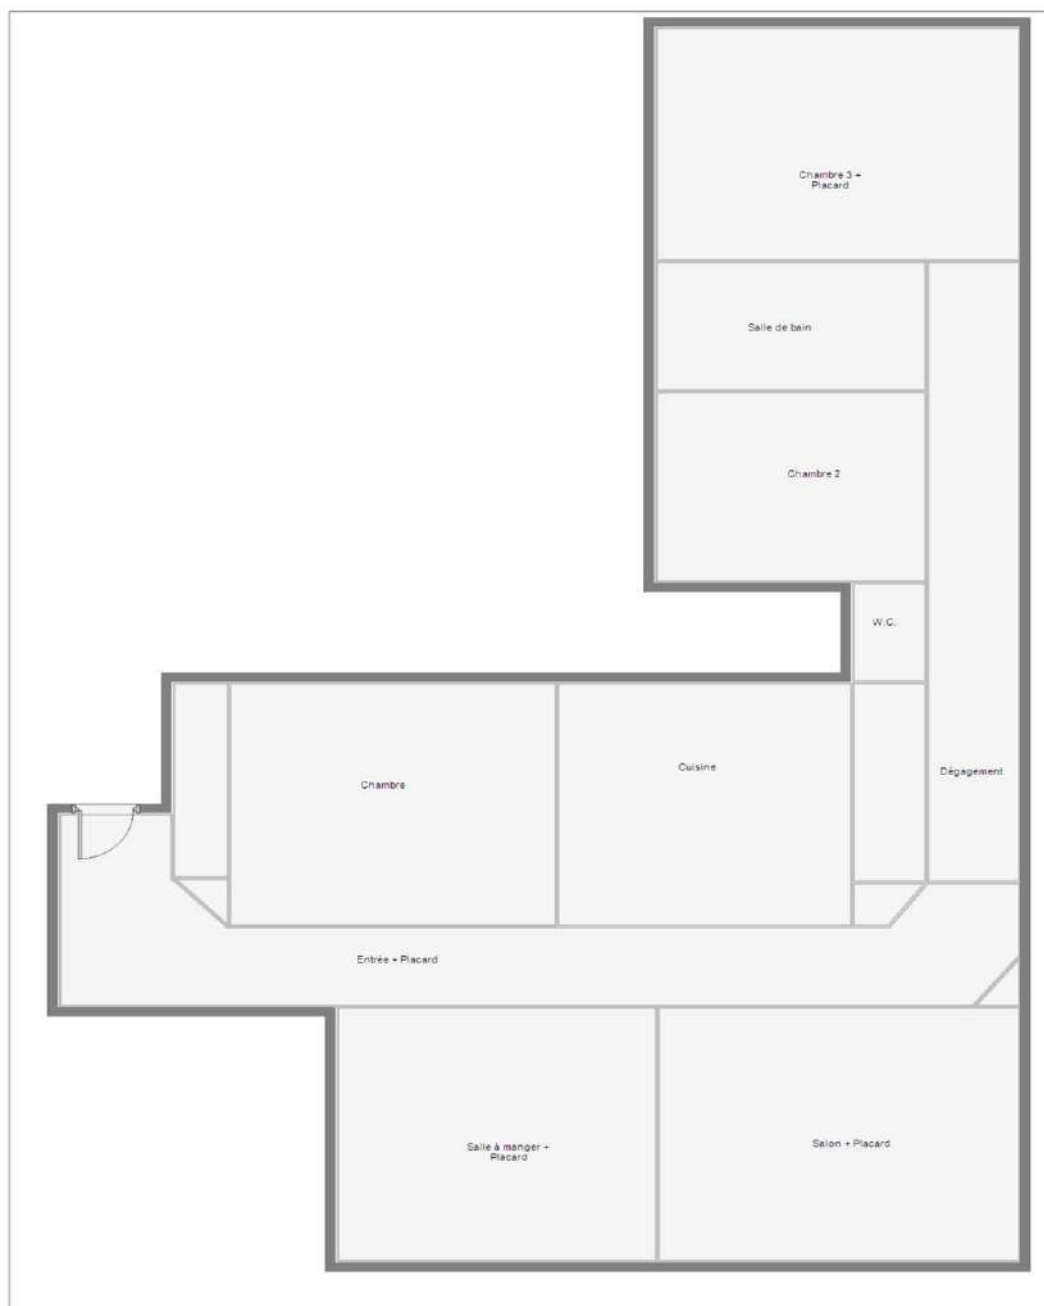 Chambre 3 +
Placard
Salle de bain
Chambre 2
W.C.
Dégagement
Cuisine
Chambre
Entrée + Placard
Salle à manger +
Placard
Salon + Placard